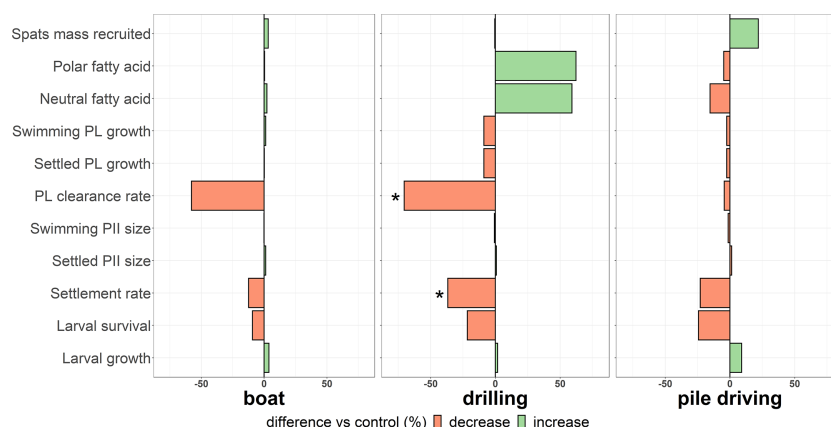 Spats mass recruited
Polar fatty acid
Neutral fatty acid
Swimming PL growth
Settled PL growth
PL clearance rate
Swimming PII size
Settled PII size
Settlement rate
Larval survival
Larval growth
*
*
-50 0 50 -50 0 50 -50 0 50
boat drilling pile driving
difference vs control (%) decrease increase